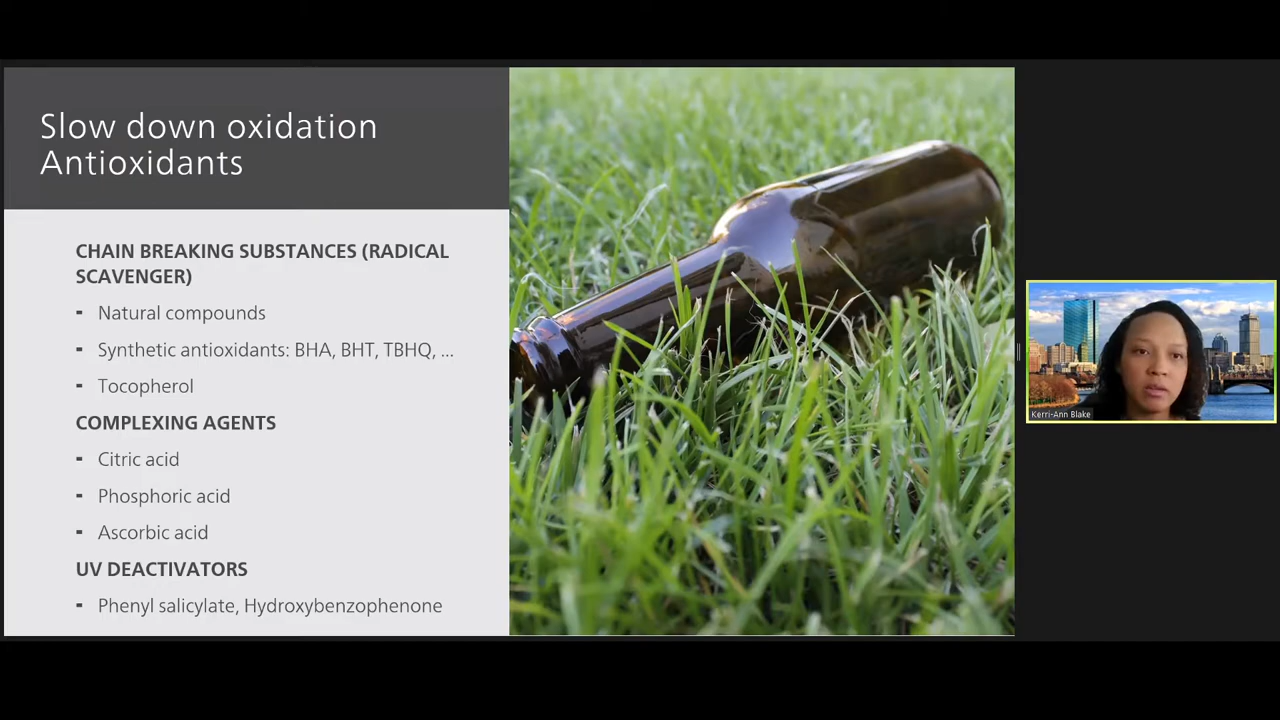 Slow down oxidation
Antioxidants
CHAIN BREAKING SUBSTANCES (RADICAL
SCAVENGER)
- Natural compounds
- Synthetic antioxidants: BHA, BHT, TBHQ, ...
- Tocopherol
COMPLEXING AGENTS
- Citric acid
- Phosphoric acid
- Ascorbic acid
UV DEACTIVATORS
- Phenyl salicylate, Hydroxybenzophenone
Kerri-Ann Blake